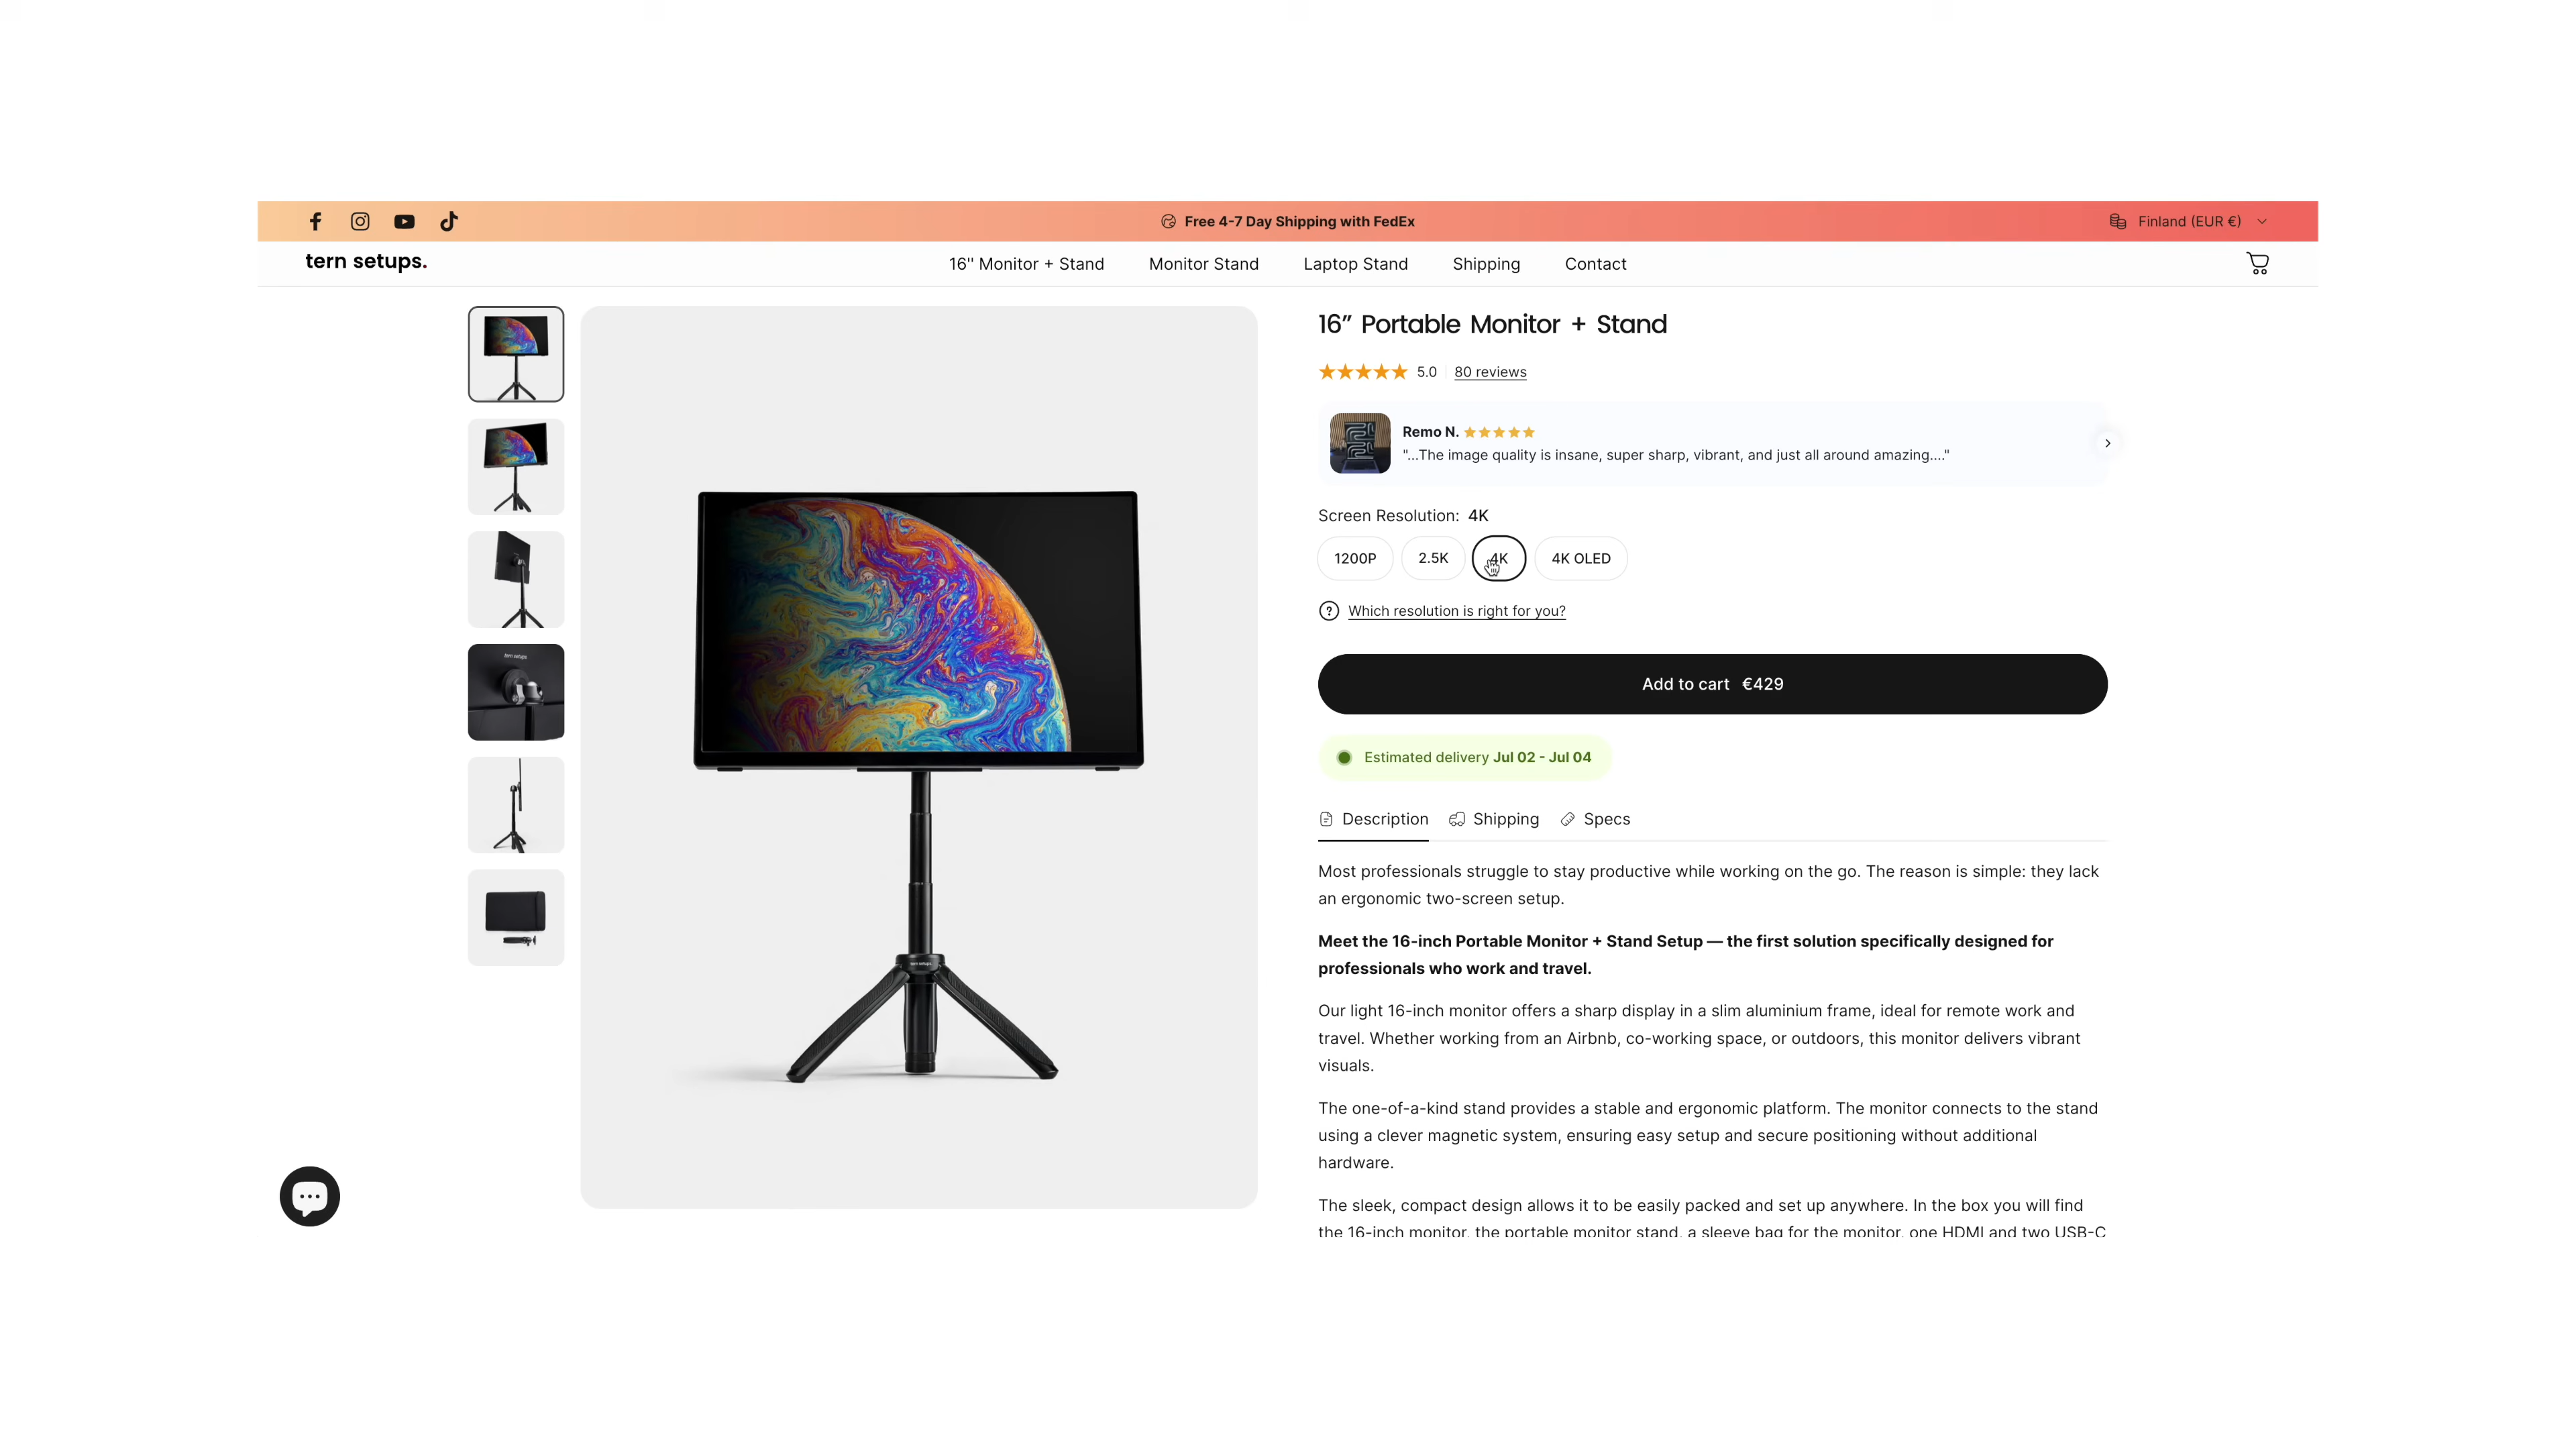 Free 4-7 Day Shipping with FedEx
Finland (EUR €)
tern setups.
16'' Monitor + Stand
Monitor Stand
Laptop Stand
Shipping
Contact
16” Portable Monitor + Stand
5.0
80 reviews
Remo N.
"...The image quality is insane, super sharp, vibrant, and just all around amazing...."
Screen Resolution: 4K
1200P
2.5K
4K
4K OLED
Which resolution is right for you?
Add to cart €429
Estimated delivery Jul 02 - Jul 04
Description
Shipping
Specs
Most professionals struggle to stay productive while working on the go. The reason is simple: they lack
an ergonomic two-screen setup.
Meet the 16-inch Portable Monitor + Stand Setup — the first solution specifically designed for
professionals who work and travel.
Our light 16-inch monitor offers a sharp display in a slim aluminium frame, ideal for remote work and
travel. Whether working from an Airbnb, co-working space, or outdoors, this monitor delivers vibrant
visuals.
The one-of-a-kind stand provides a stable and ergonomic platform. The monitor connects to the stand
using a clever magnetic system, ensuring easy setup and secure positioning without additional
hardware.
The sleek, compact design allows it to be easily packed and set up anywhere. In the box you will find
the 16-inch monitor, the portable monitor stand, a sleeve bag for the monitor, one HDMI and two USB-C
tern setups
tern setups